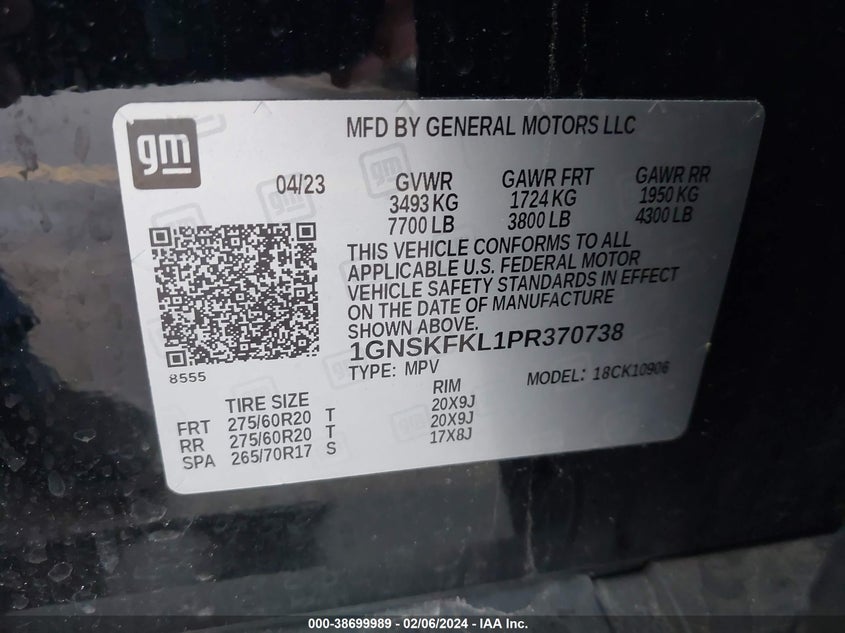 gm
MFD BY GENERAL MOTORS LLC
04/23
GVWR GAWR FRT GAWR RR
3493 KG 1724 KG 1950 KG
7700 LB 3800 LB 4300 LB
THIS VEHICLE CONFORMS TO ALL
APPLICABLE U.S. FEDERAL MOTOR
VEHICLE SAFETY STANDARDS IN EFFECT
ON THE DATE OF MANUFACTURE
SHOWN ABOVE.
1GNSKFKL1PR370738
8555
TYPE: MPV MODEL: 18CK10906
TIRE SIZE RIM
FRT 275/60R20 T 20X9J
RR 275/60R20 T 20X9J
SPA 265/70R17 S 17X8J
000-38699989 - 02/06/2024 - IAA Inc.